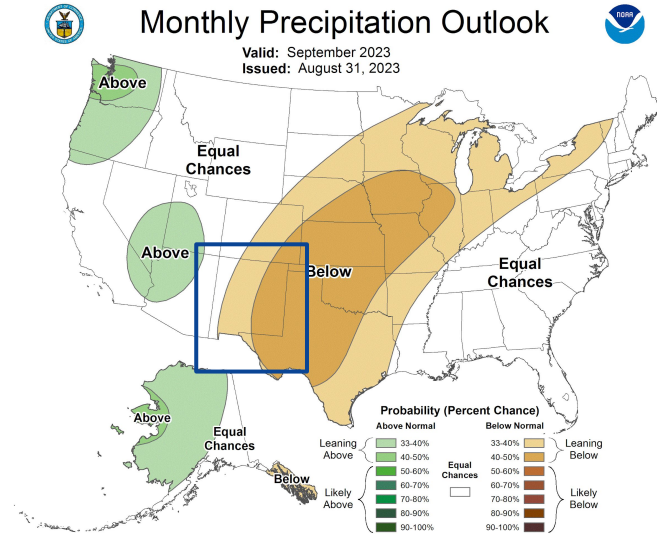 Monthly Precipitation Outlook
NOAA
Valid: September 2023
Issued: August 31, 2023
Above
Equal
Chances
Above
Below
Equal
Chances
Above
Equal
Chances
Below
Probability (Percent Chance)
Above Normal
Below Normal
Leaning
Above
33-40%
40-50%
Likely
Above
50-60%
60-70%
70-80%
80-90%
90-100%
Equal
Chances
33-40%
40-50%
Leaning
Below
50-60%
60-70%
70-80%
80-90%
90-100%
Likely
Below